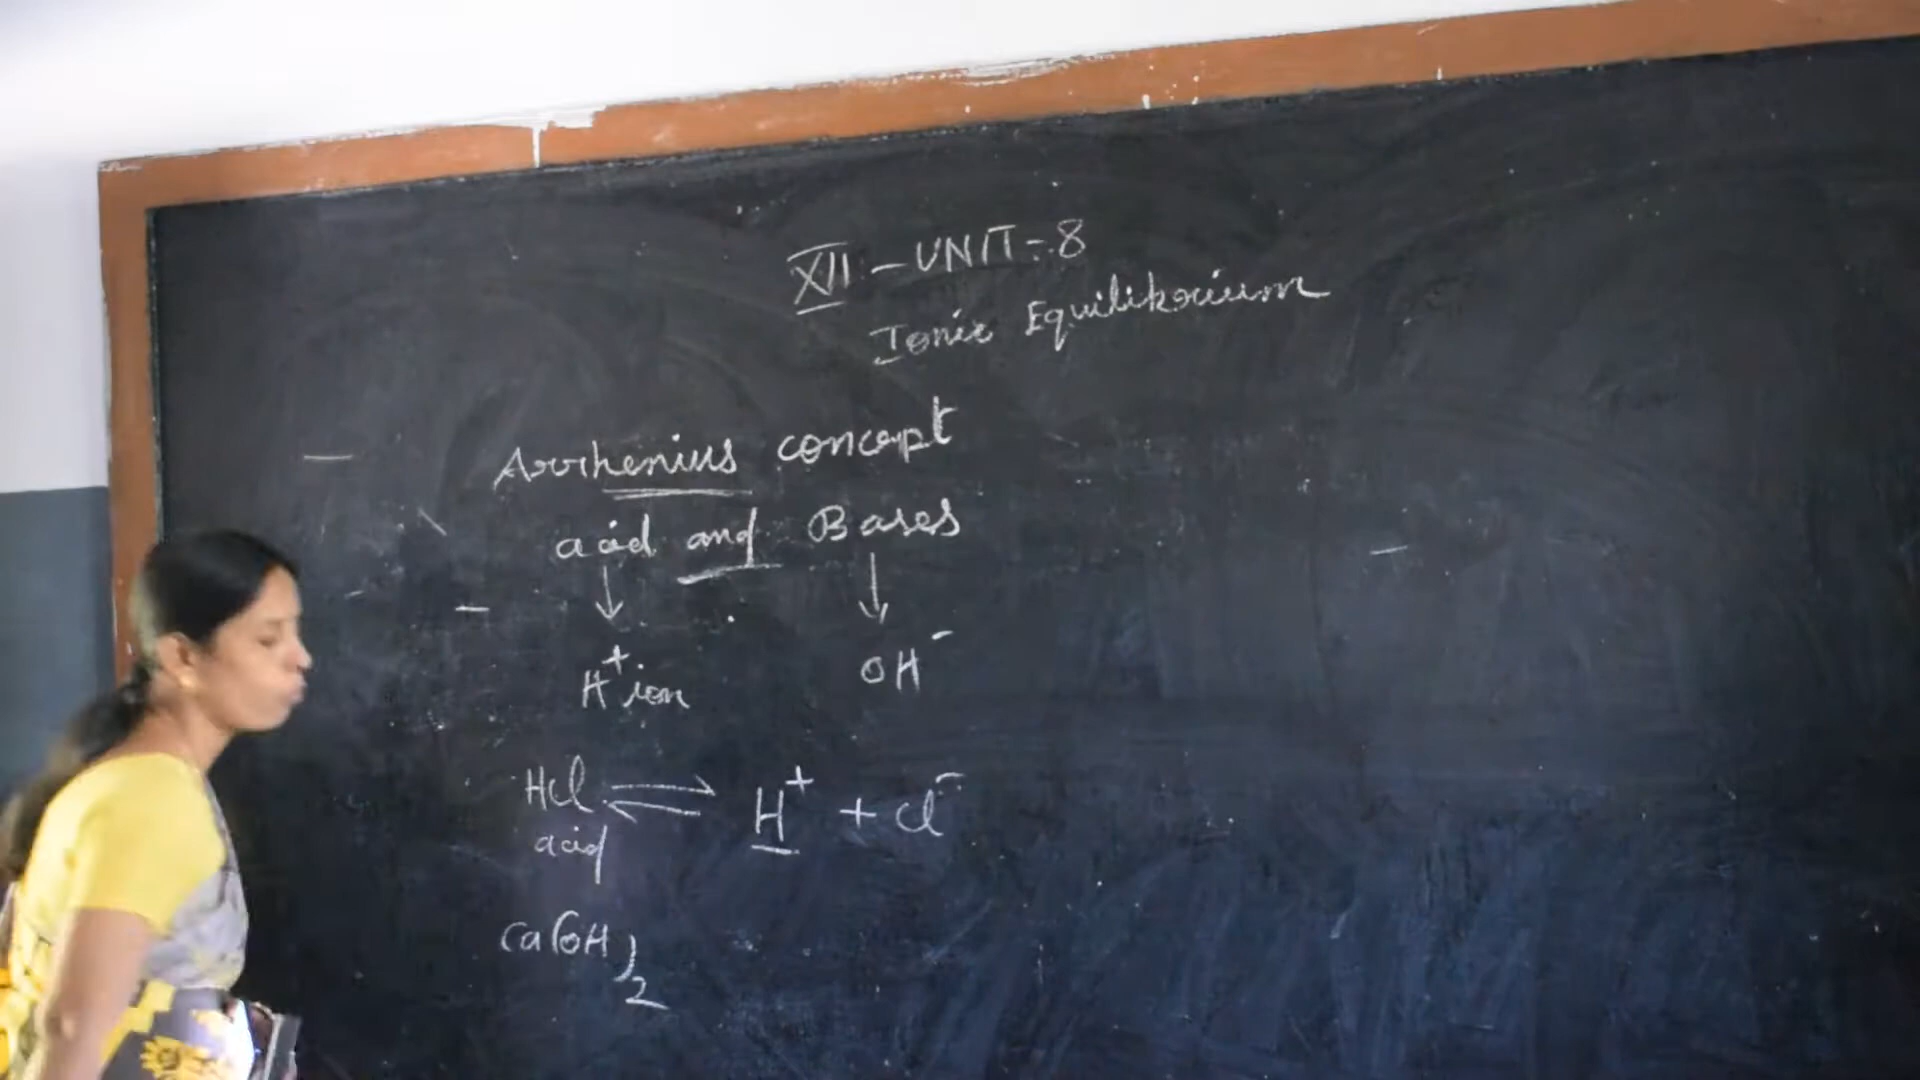 XII - UNIT - 8
Ionic Equilibrium
Arrhenius concept
acid and Bases
↓ ↓
H⁺ ion OH⁻
HCl ⇌ H⁺ + Cl⁻
acid
Ca(OH)₂